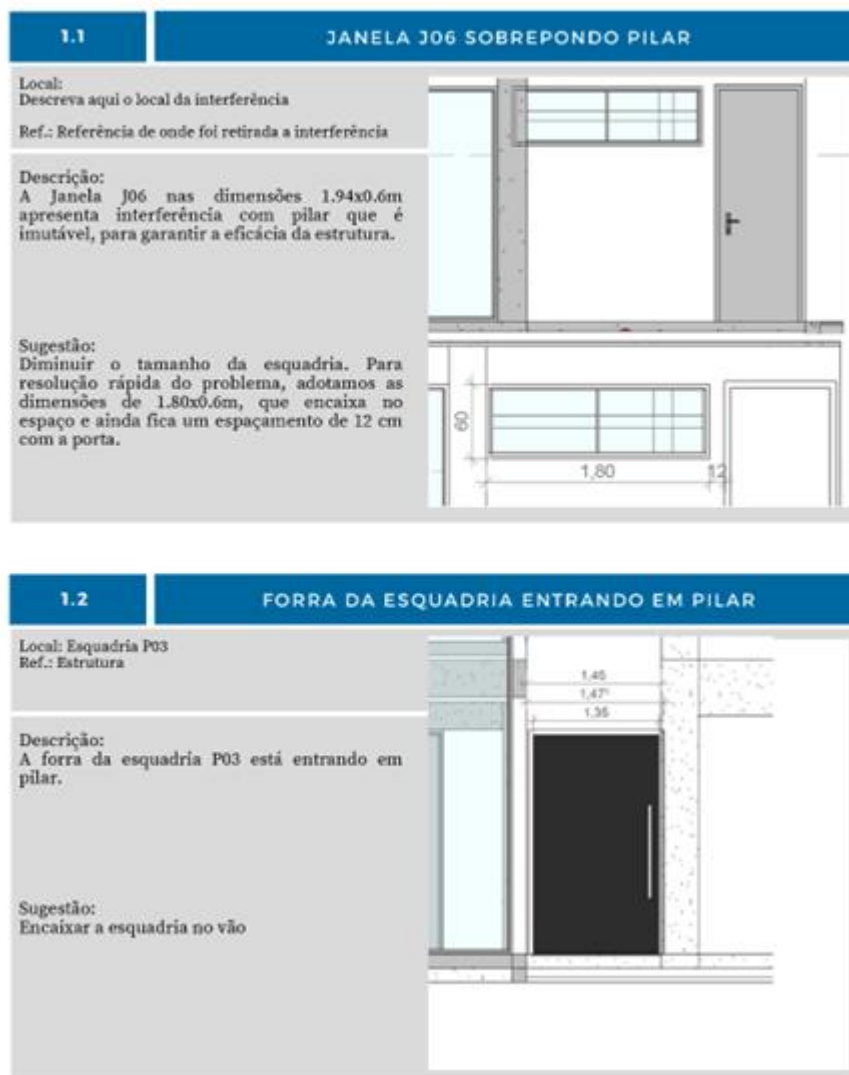 1.1
JANELA J06 SOBREPONDO PILAR
Local:
Descreva aqui o local da interferência
Ref.: Referência de onde foi retirada a interferência
Descrição:
A Janela J06 nas dimensões 1.94x0.6m
apresenta interferência com pilar que é
imutável, para garantir a eficácia da estrutura.
Sugestão:
Diminuir o tamanho da esquadria. Para
resolução rápida do problema, adotamos as
dimensões de 1.80x0.6m, que encaixa no
espaço e ainda fica um espaçamento de 12 cm
com a porta.
60
1,80
12
1.2
FORRA DA ESQUADRIA ENTRANDO EM PILAR
Local: Esquadria P03
Ref.: Estrutura
Descrição:
A forra da esquadria P03 está entrando em
pilar.
Sugestão:
Encaixar a esquadria no vão
1,45
1,47⁵
1,35